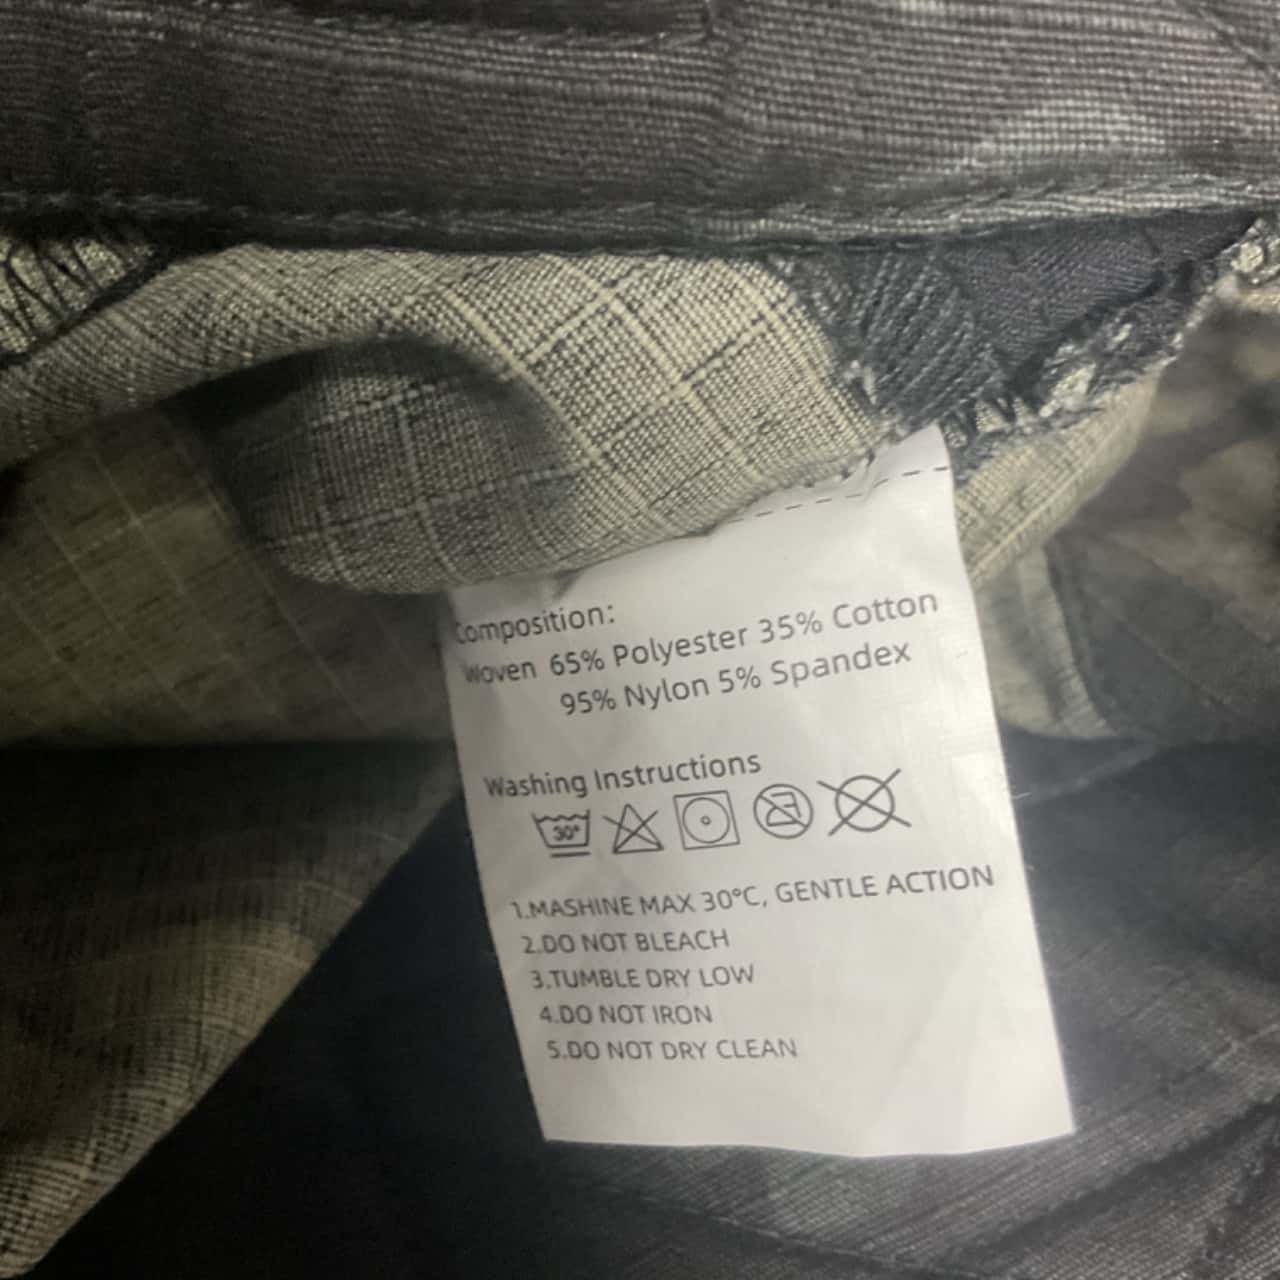 Composition:
Woven 65% Polyester 35% Cotton
95% Nylon 5% Spandex
Washing Instructions
30°
1.MASHINE MAX 30°C, GENTLE ACTION
2.DO NOT BLEACH
3.TUMBLE DRY LOW
4.DO NOT IRON
5.DO NOT DRY CLEAN